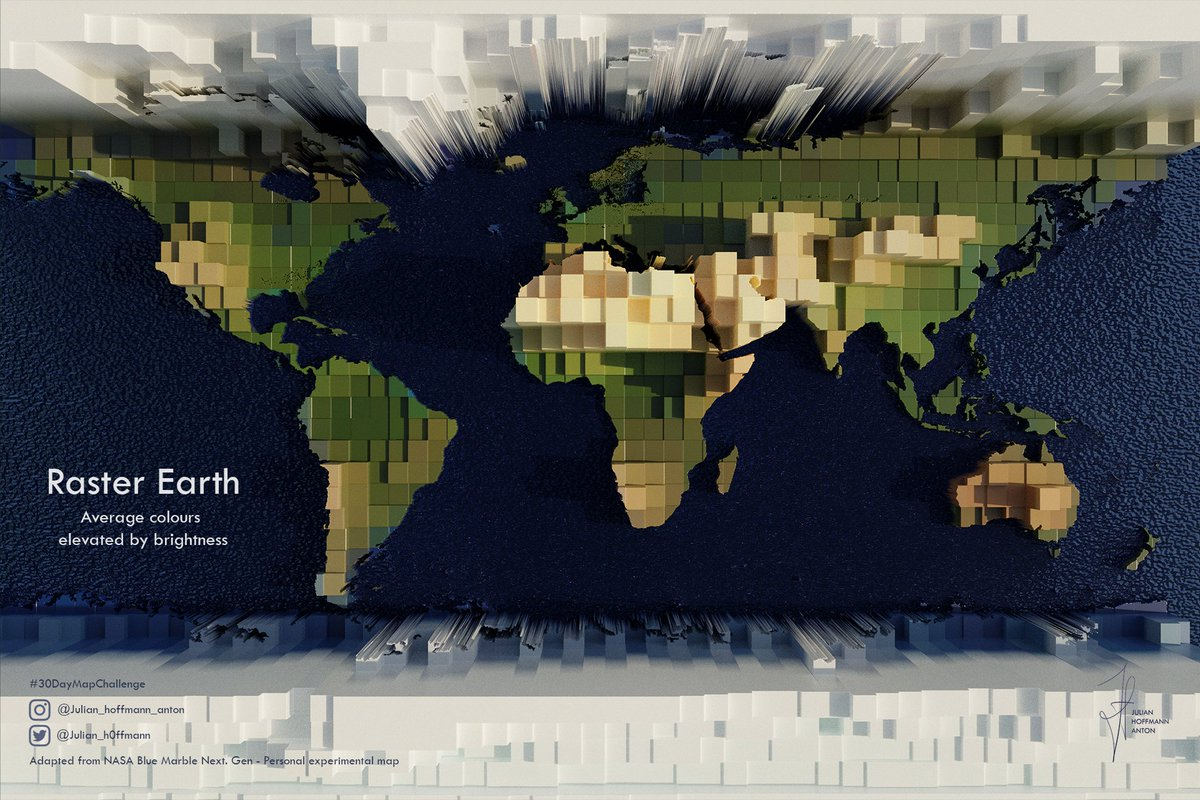 Raster Earth
Average colours
elevated by brightness
#30DayMapChallenge
@Julian_hoffmann_anton
@Julian_h0ffmann
Adapted from NASA Blue Marble Next. Gen - Personal experimental map
JULIAN
HOFFMANN
ANTON